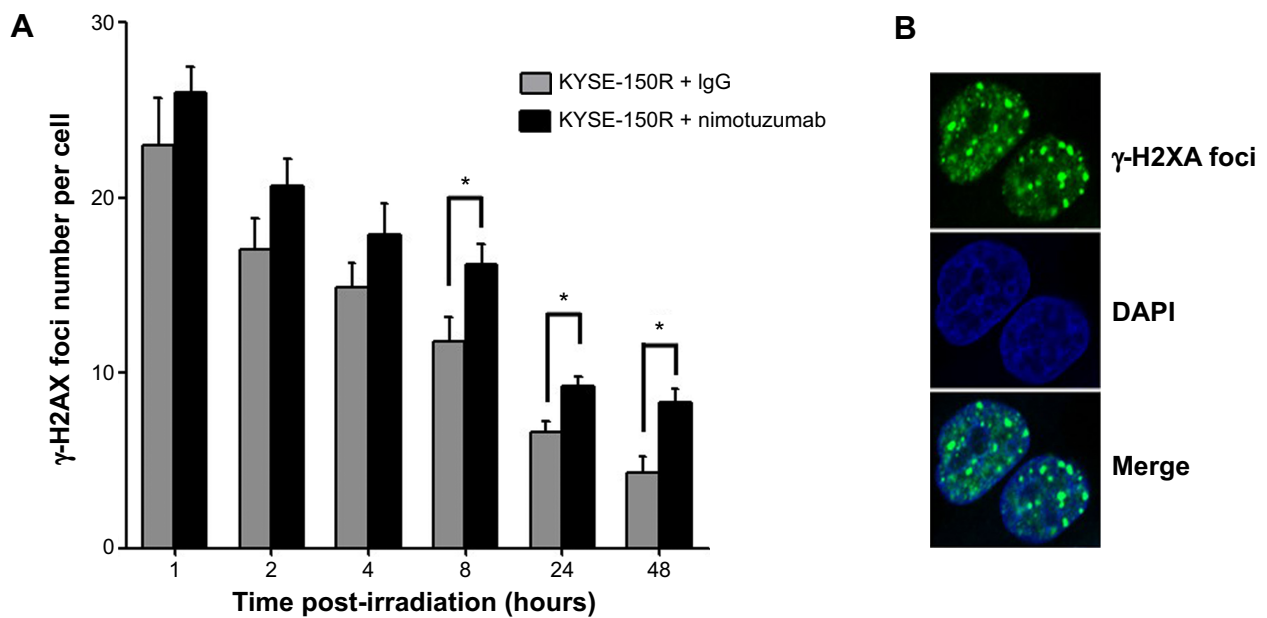 A
γ-H2AX foci number per cell
30
20
10
0
KYSE-150R + IgG
KYSE-150R + nimotuzumab
*
*
*
1 2 4 8 24 48
Time post-irradiation (hours)
B
γ-H2XA foci
DAPI
Merge